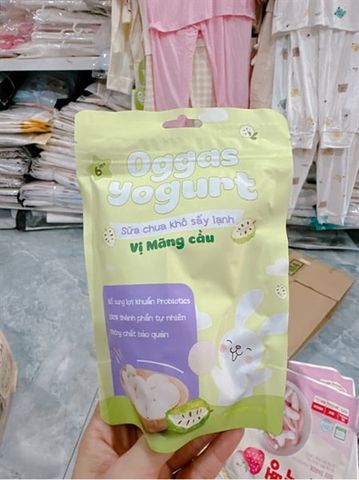 Oggas
yogurt
Sữa chua khô sấy lạnh
Vị Mãng cầu
Bổ sung lợi khuẩn Probiotics
100% thành phần tự nhiên
Không chất bảo quản